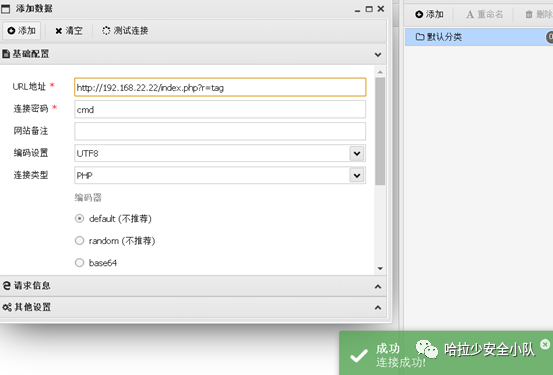 添加数据
添加 清空 测试连接
基础配置
URL地址 * http://192.168.22.22/index.php?r=tag
连接密码 * cmd
网站备注
编码设置 UTF8
连接类型 PHP
编码器
default (不推荐)
random (不推荐)
base64
请求信息
其他设置
添加 重命名 删除
默认分类 0
成功
连接成功!
哈拉少安全小队